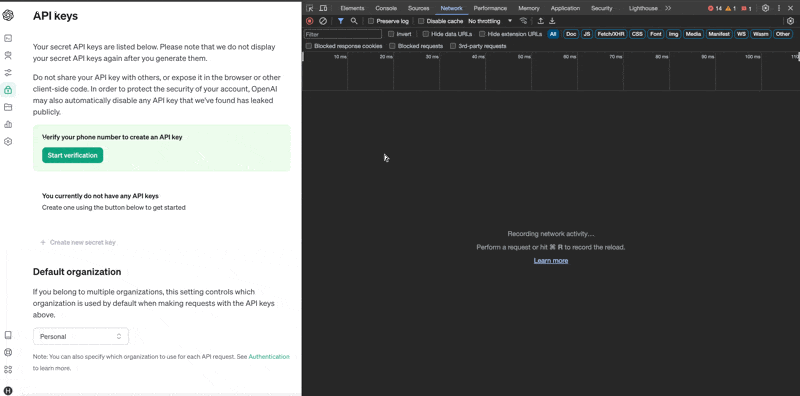 API keys
Your secret API keys are listed below. Please note that we do not display
your secret API keys again after you generate them.
Do not share your API key with others, or expose it in the browser or other
client-side code. In order to protect the security of your account, OpenAI
may also automatically disable any API key that we've found has leaked
publicly.
Verify your phone number to create an API key
Start verification
You currently do not have any API keys
Create one using the button below to get started
+ Create new secret key
Default organization
If you belong to multiple organizations, this setting controls which
organization is used by default when making requests with the API keys
above.
Personal
Note: You can also specify which organization to use for each API request. See Authentication
to learn more.
H
Elements Console Sources Network Performance Memory Application Security Lighthouse >> 14 1 1
Preserve log Disable cache No throttling
Filter Invert Hide data URLs Hide extension URLs All Doc JS Fetch/XHR CSS Font Img Media Manifest WS Wasm Other
Blocked response cookies Blocked requests 3rd-party requests
10 ms 20 ms 30 ms 40 ms 50 ms 60 ms 70 ms 80 ms 90 ms 100 ms 110
Recording network activity…
Perform a request or hit ⌘ R to record the reload.
Learn more